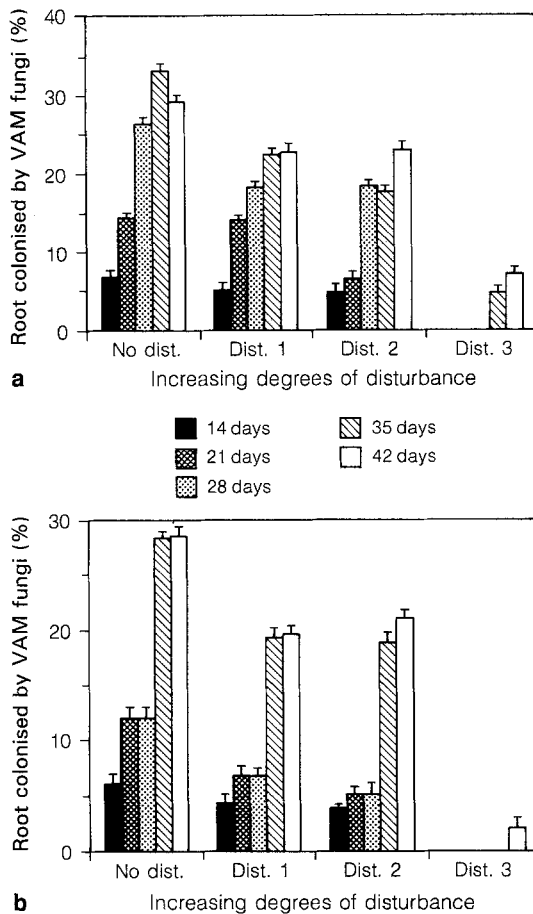 40
30
20
10
0
Root colonised by VAM fungi (%)
No dist.
Dist. 1
Dist. 2
Dist. 3
a
Increasing degrees of disturbance
14 days
21 days
28 days
35 days
42 days
30
20
10
0
Root colonised by VAM fungi (%)
No dist.
Dist. 1
Dist. 2
Dist. 3
b
Increasing degrees of disturbance